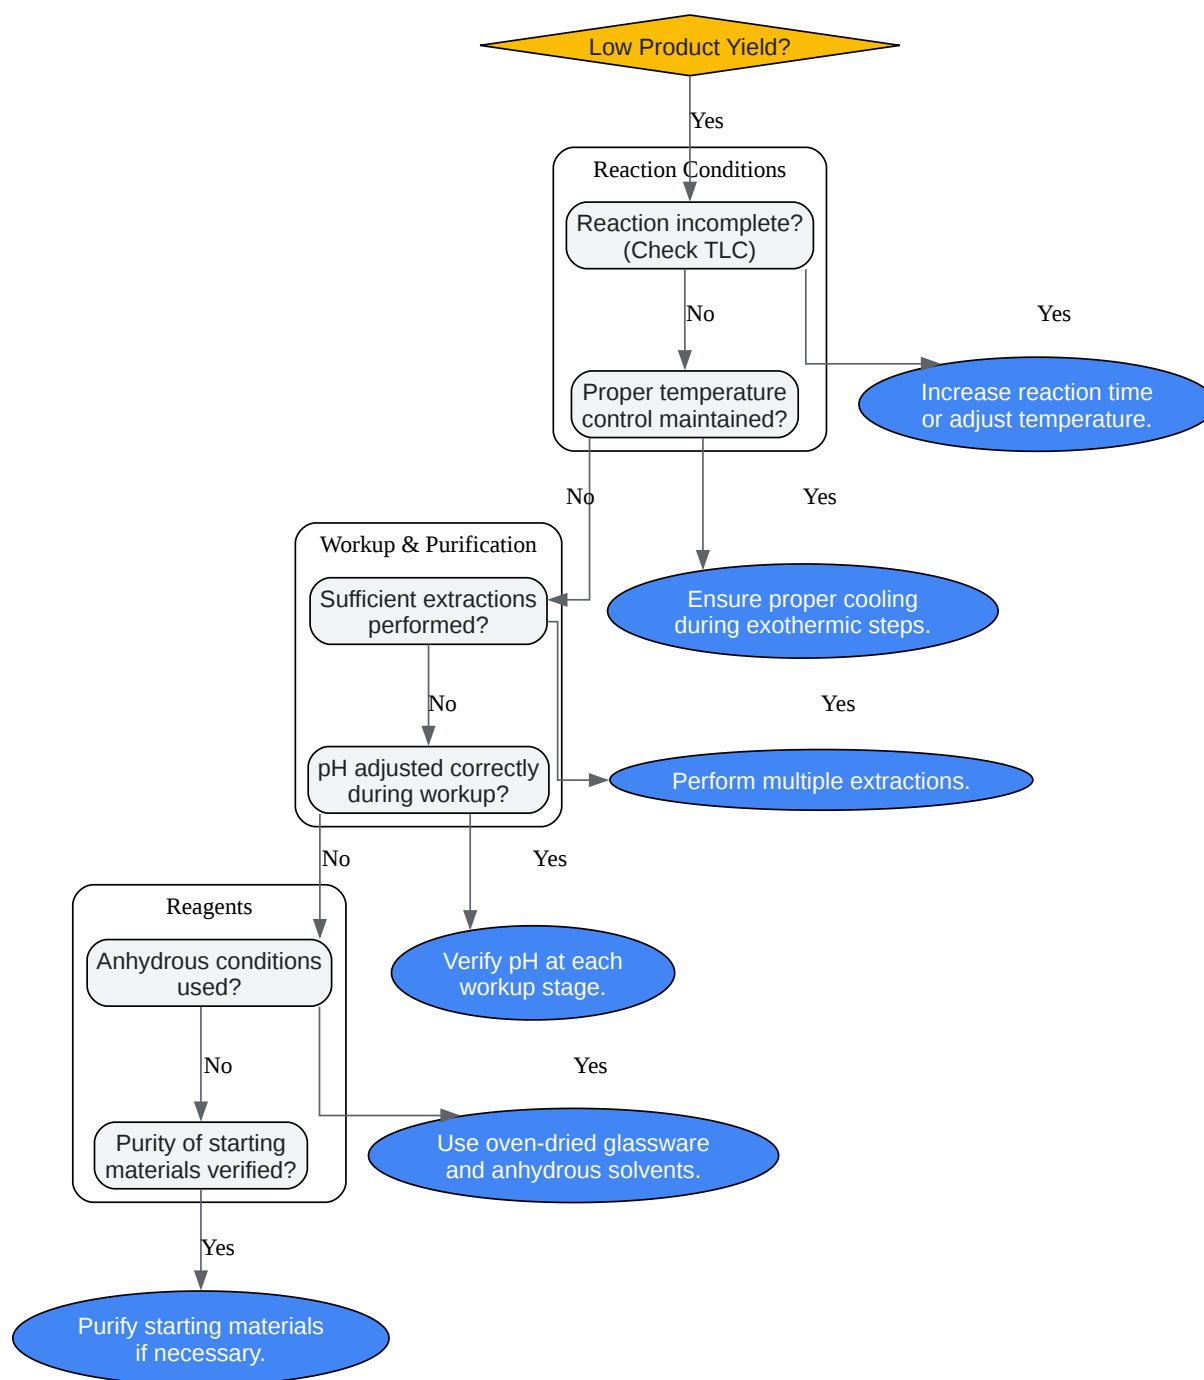 Low Product Yield?
Yes
Reaction Conditions
Reaction incomplete?
(Check TLC)
No
Yes
Proper temperature
control maintained?
Increase reaction time
or adjust temperature.
No
Yes
Workup & Purification
Sufficient extractions
performed?
Ensure proper cooling
during exothermic steps.
No
Yes
pH adjusted correctly
during workup?
Perform multiple extractions.
No
Yes
Reagents
Anhydrous conditions
used?
Verify pH at each
workup stage.
No
Yes
Purity of starting
materials verified?
Use oven-dried glassware
and anhydrous solvents.
Yes
Purify starting materials
if necessary.